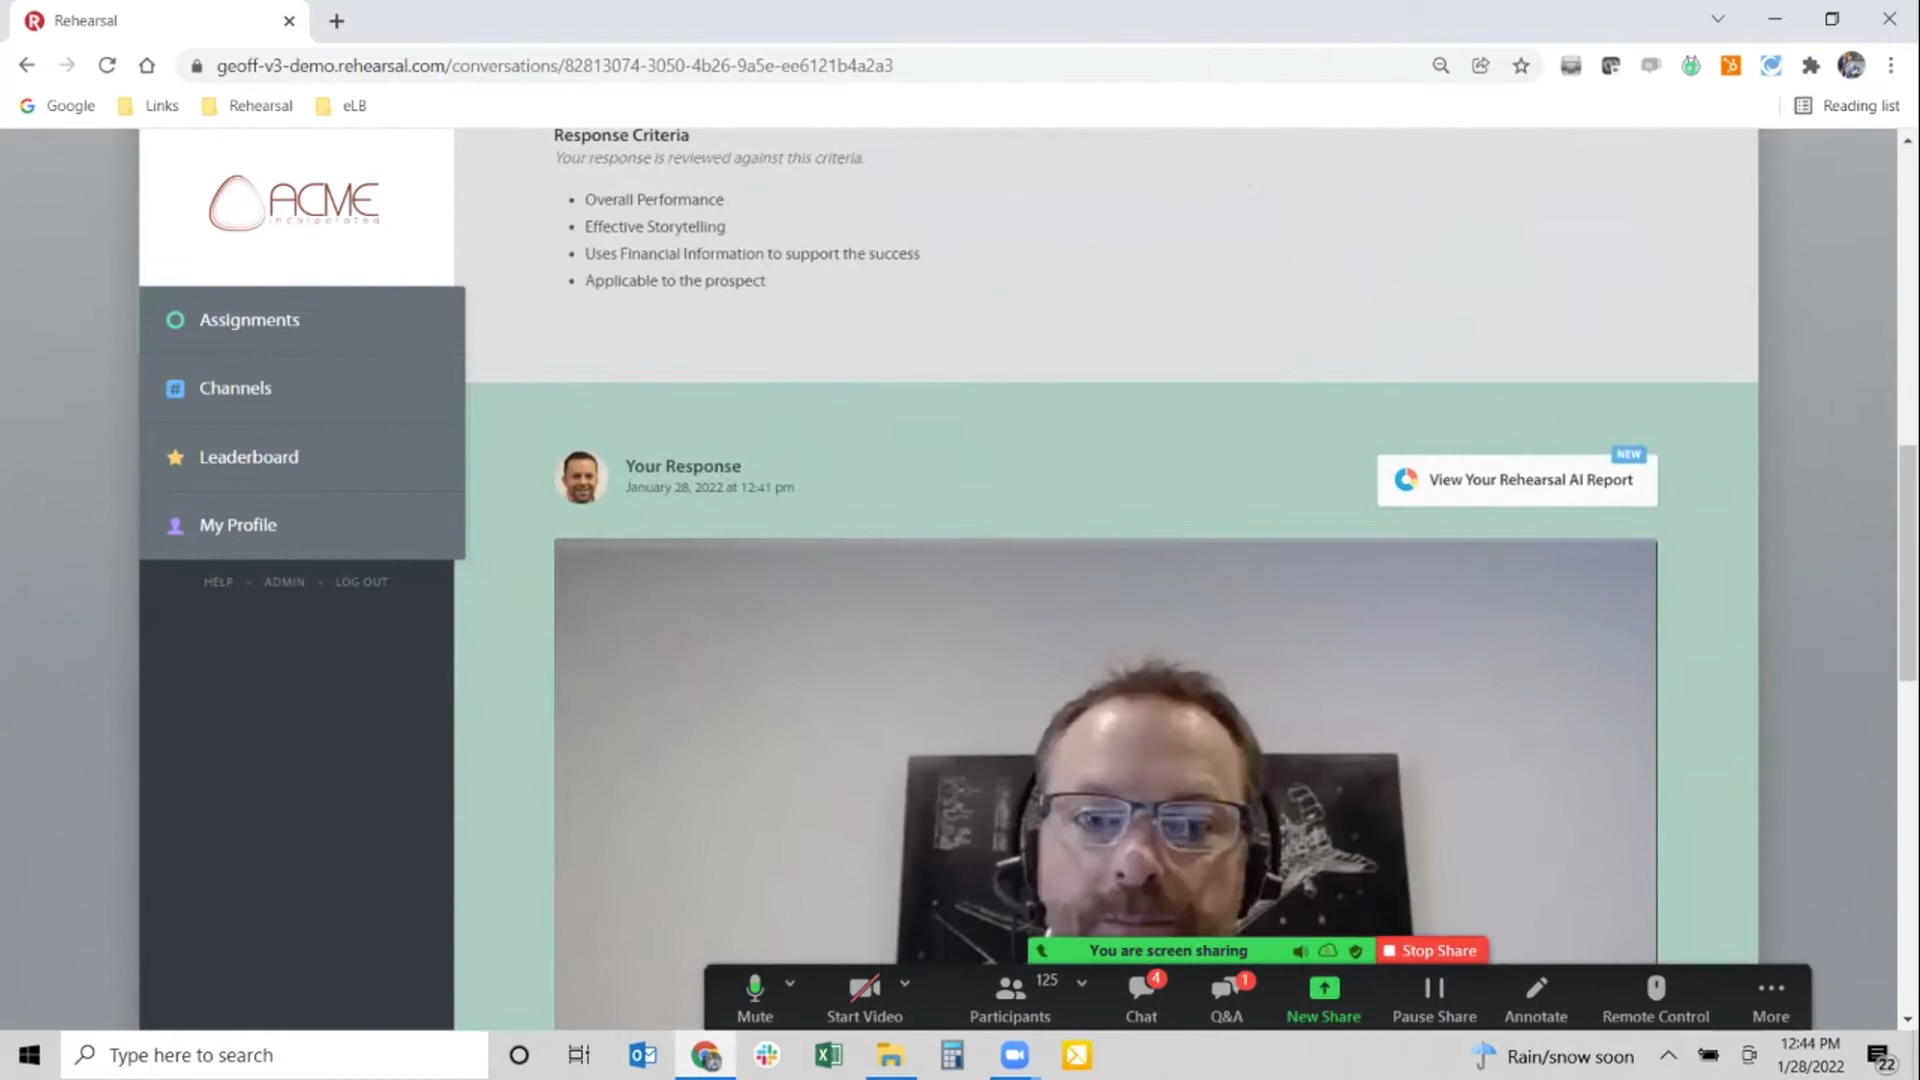 Rehearsal
geoff-v3-demo.rehearsal.com/conversations/82813074-3050-4b26-9a5e-ee6121b4a2a3
Google Links Rehearsal eLB Reading list
Response Criteria
Your response is reviewed against this criteria.
• Overall Performance
• Effective Storytelling
• Uses Financial Information to support the success
• Applicable to the prospect
ACME
incorporated
Assignments
Channels
Leaderboard
My Profile
HELP • ADMIN • LOG OUT
Your Response
January 28, 2022 at 12:41 pm
NEW
View Your Rehearsal AI Report
You are screen sharing Stop Share
125 4 1
Mute Start Video Participants Chat Q&A New Share Pause Share Annotate Remote Control More
Type here to search
Rain/snow soon
12:44 PM
1/28/2022
22